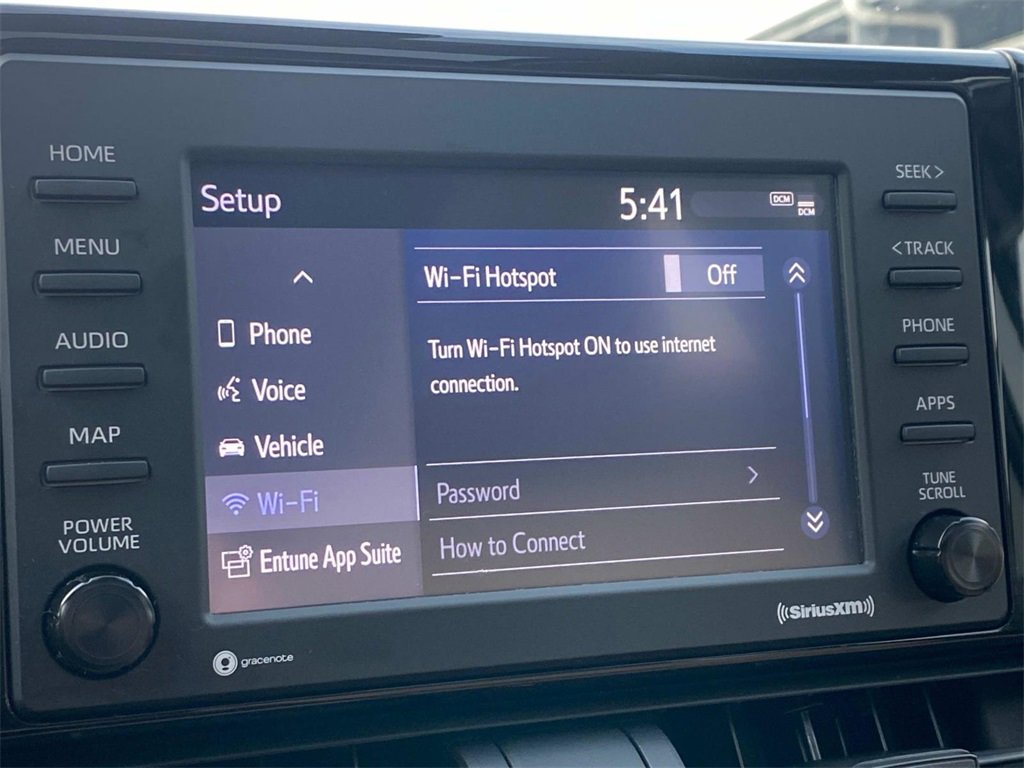 HOME
MENU
AUDIO
MAP
POWER
VOLUME
Setup
5:41
DCM
DCM
Phone
Voice
Vehicle
Wi-Fi
Entune App Suite
Wi-Fi Hotspot
Off
Turn Wi-Fi Hotspot ON to use internet
connection.
Password
How to Connect
SEEK >
< TRACK
PHONE
APPS
TUNE
SCROLL
gracenote
((SiriusXM))